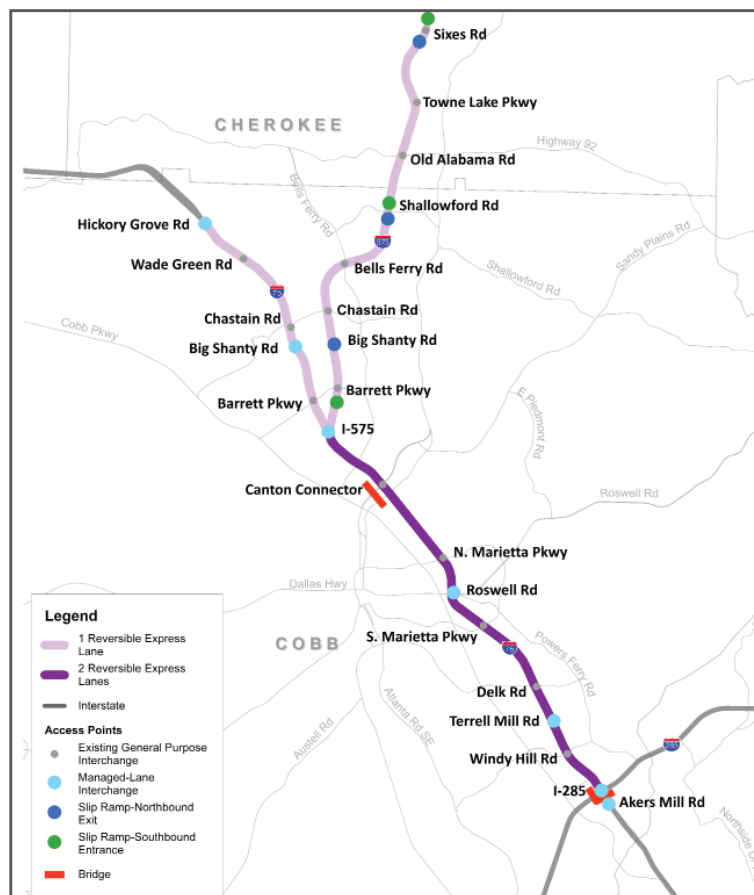 Sixes Rd
Towne Lake Pkwy
CHEROKEE
Highway 92
Old Alabama Rd
Bells Ferry Rd
Shallowford Rd
Hickory Grove Rd
575
Sandy Plains Rd
Wade Green Rd
Bells Ferry Rd
Shallowford Rd
75
Chastain Rd
Chastain Rd
Cobb Pkwy
Big Shanty Rd
Big Shanty Rd
Barrett Pkwy
Barrett Pkwy
E Piedmont Rd
I-575
Canton Connector
Roswell Rd
N. Marietta Pkwy
Dallas Hwy
Roswell Rd
S. Marietta Pkwy
COBB
75
Powers Ferry Rd
Delk Rd
Austell Rd
Atlanta Rd SE
Terrell Mill Rd
Windy Hill Rd
285
I-285
Akers Mill Rd
Legend
1 Reversible Express
Lane
2 Reversible Express
Lanes
Interstate
Access Points
Existing General Purpose
Interchange
Managed-Lane
Interchange
Slip Ramp-Northbound
Exit
Slip Ramp-Southbound
Entrance
Bridge